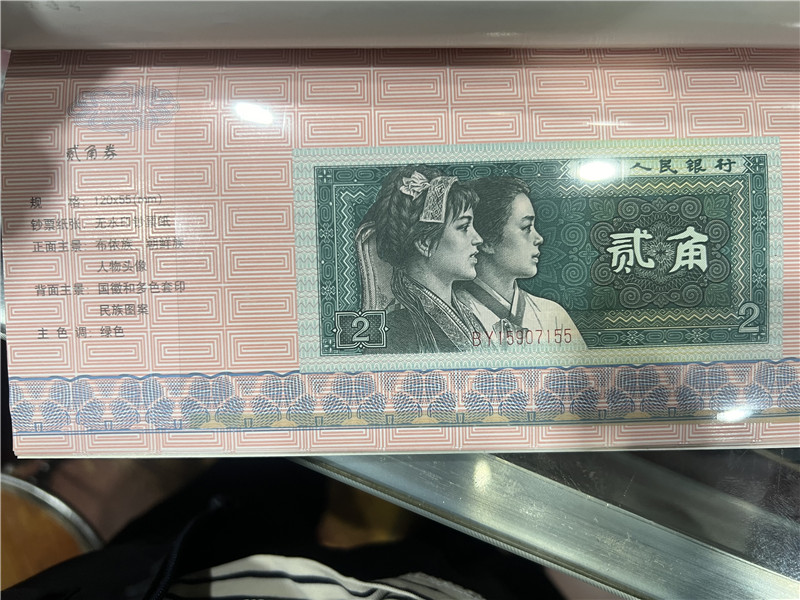 贰角券
规 格：120x55(mm)
钞票纸张：无水印钞票纸
正面主景：布依族、朝鲜族
人物头像
背面主景：国徽和多色套印
民族图案
主 色 调：绿色
人民银行
贰角
2
BY15907155
2